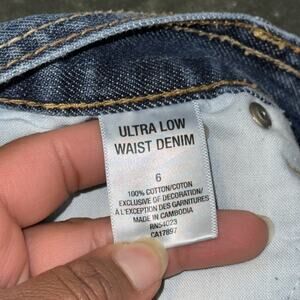 ULTRA LOW
WAIST DENIM
6
100% COTTON/COTON
EXCLUSIVE OF DECORATION/
A L'EXCEPTION DES GARNITURES
MADE IN CAMBODIA
RN54023
CA17897